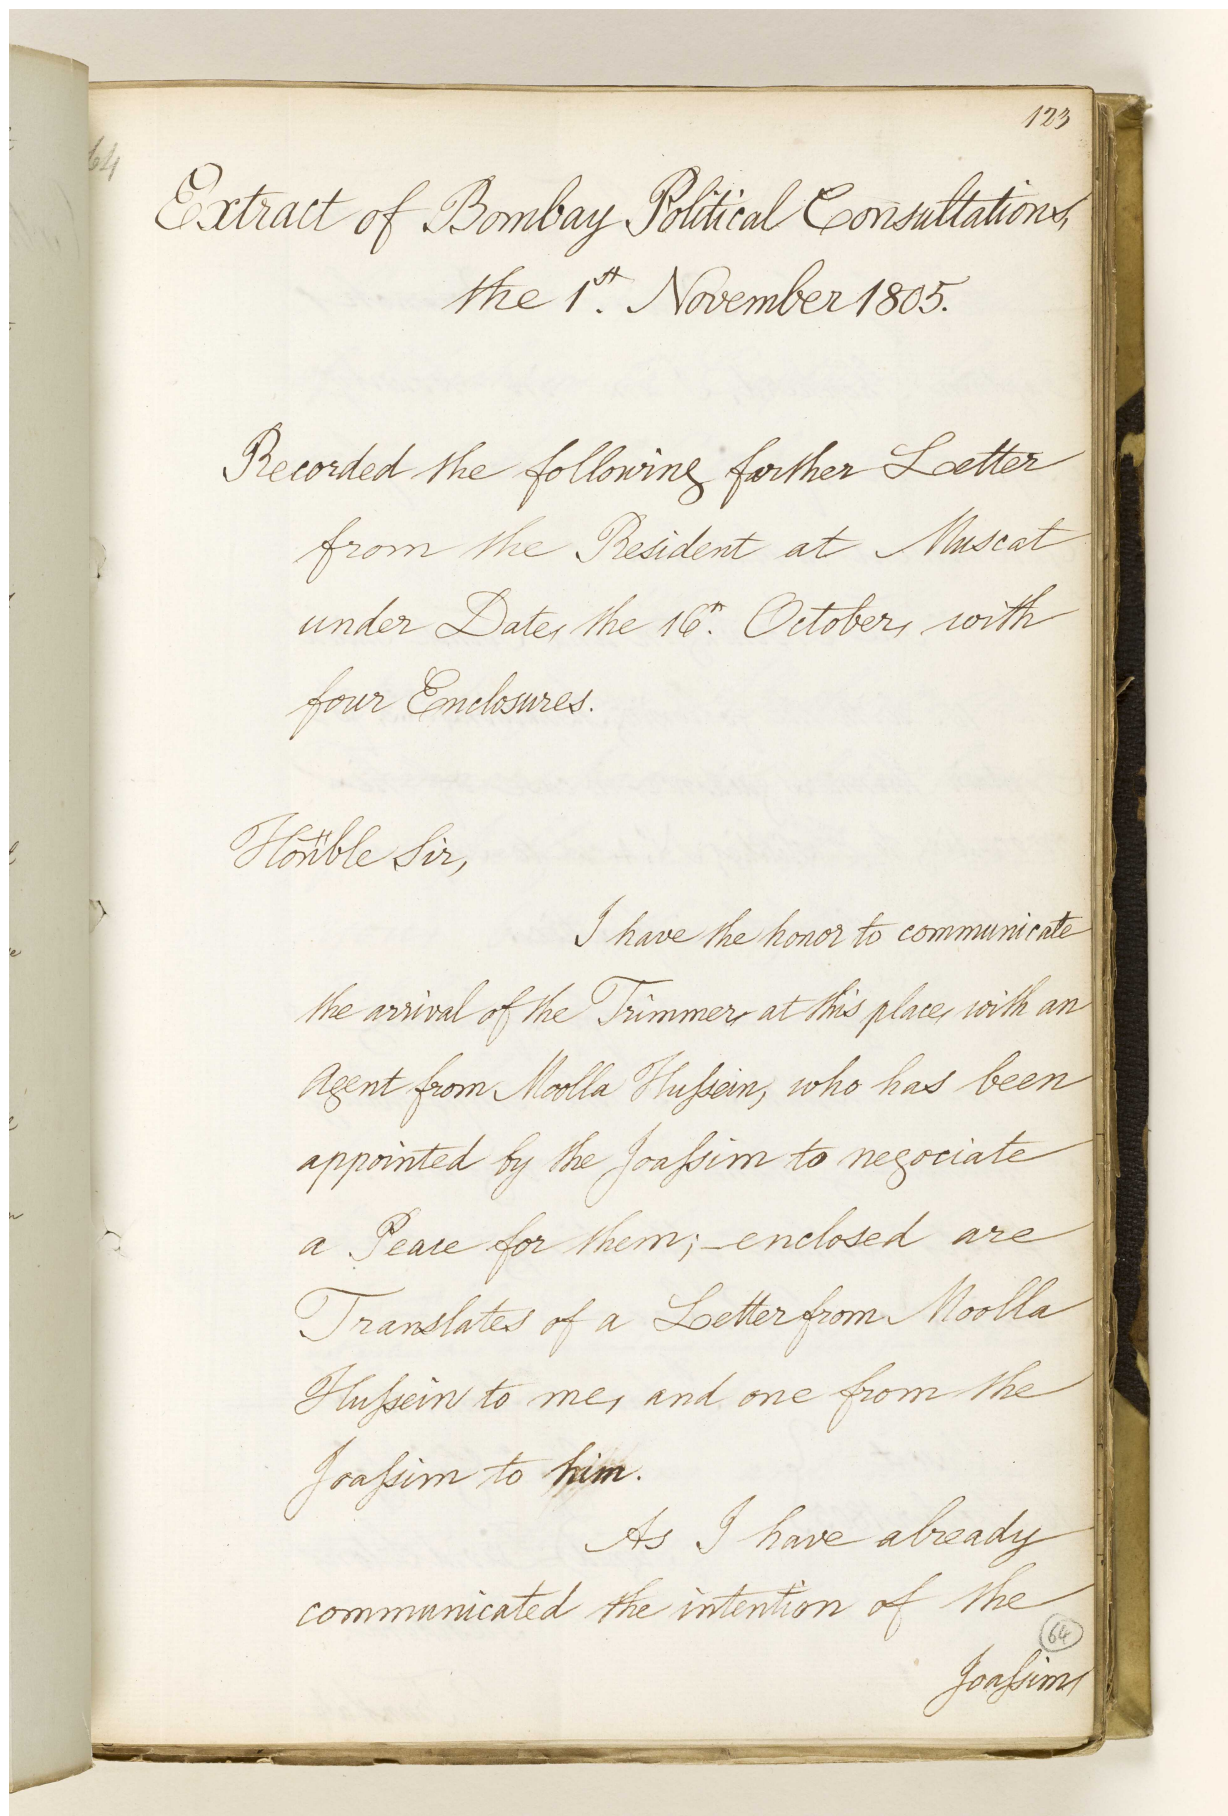 123
64
Extract of Bombay Political Consultations,
the 1st. November 1805.
Recorded the following further Letter
from the Resident at Muscat
under Date, the 16th. October, with
four Enclosures.
Honble Sir,
I have the honor to communicate
the arrival of the Trimmer, at this place, with an
Agent from Moolla Hussein, who has been
appointed by the Joassim to negociate
a Peace for them; – enclosed are
Translates of a Letter from Moolla
Hussein to me, and one from the
Joassim to him.
As I have already
communicated the intention of the
64
Joassim,